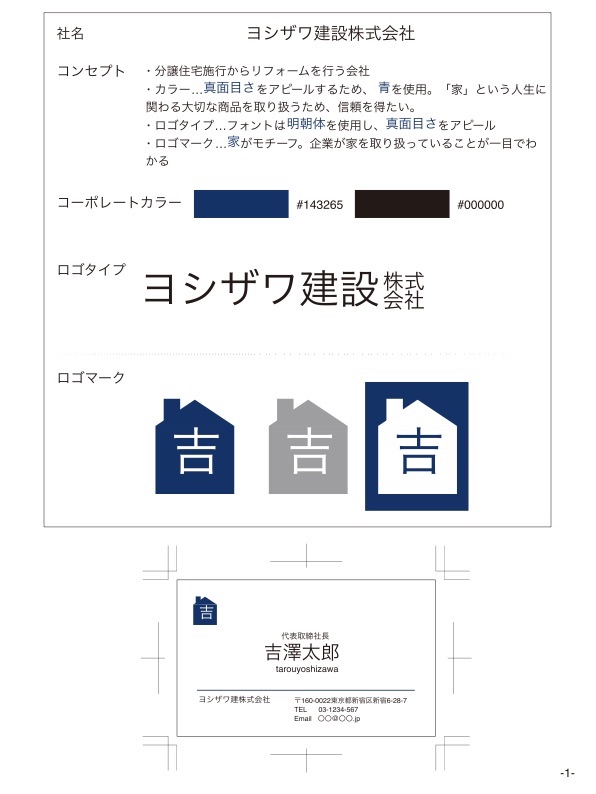 社名 ヨシザワ建設株式会社
コンセプト ・分譲住宅施行からリフォームを行う会社
・カラー…真面目さをアピールするため、 青を使用。「家」という人生に
関わる大切な商品を取り扱うため、信頼を得たい。
・ロゴタイプ…フォントは明朝体を使用し、真面目さをアピール
・ロゴマーク…家がモチーフ。企業が家を取り扱っていることが一目でわ
かる
コーポレートカラー #143265 #000000
ロゴタイプ ヨシザワ建設株式会社
ロゴマーク
吉 吉 吉
吉
代表取締社長
吉澤太郎
tarouyoshizawa
ヨシザワ建株式会社 〒160-0022東京都新宿区新宿6-28-7
TEL 03-1234-567
Email 〇〇@〇〇.jp
-1-